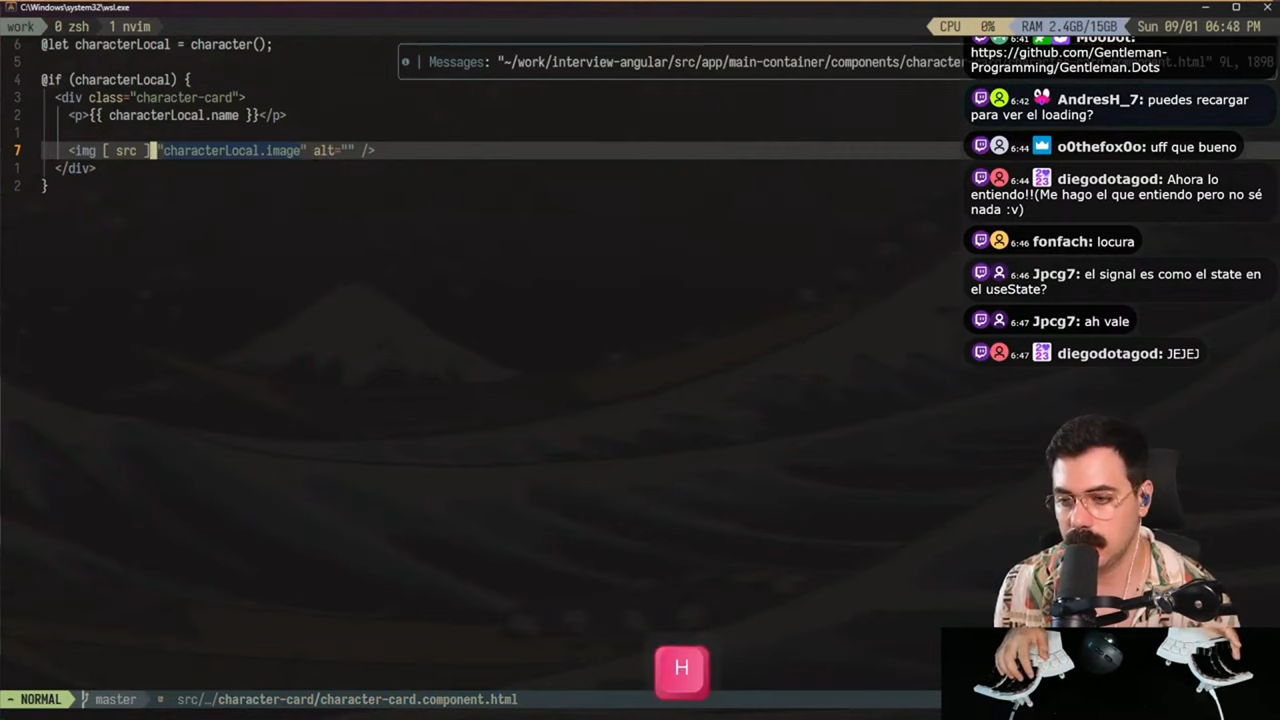 C:\Windows\system32\wsl.exe
work 0 zsh 1 nvim
CPU 0% RAM 2.4GB/15GB Sun 09/01 06:48 PM
6 @let characterLocal = character();
5
4 @if (characterLocal) {
3 <div class="character-card">
2 <p>{{ characterLocal.name }}</p>
1
7 <img [ src ] "characterLocal.image" alt="" />
1 </div>
2 }
| Messages: "~/work/interview-angular/src/app/main-container/components/character
.html" 9L, 189B
6:41 Moobot:
https://github.com/Gentleman-
Programming/Gentleman.Dots
6:42 AndresH_7: puedes recargar
para ver el loading?
6:44 o0thefox0o: uff que bueno
6:44 diegodotagod: Ahora lo
entiendo!!(Me hago el que entiendo pero no sé
nada :v)
6:46 fonfach: locura
6:46 Jpcg7: el signal es como el state en
el useState?
6:47 Jpcg7: ah vale
6:47 diegodotagod: JEJEJ
H
~ NORMAL master src/…/character-card/character-card.component.html